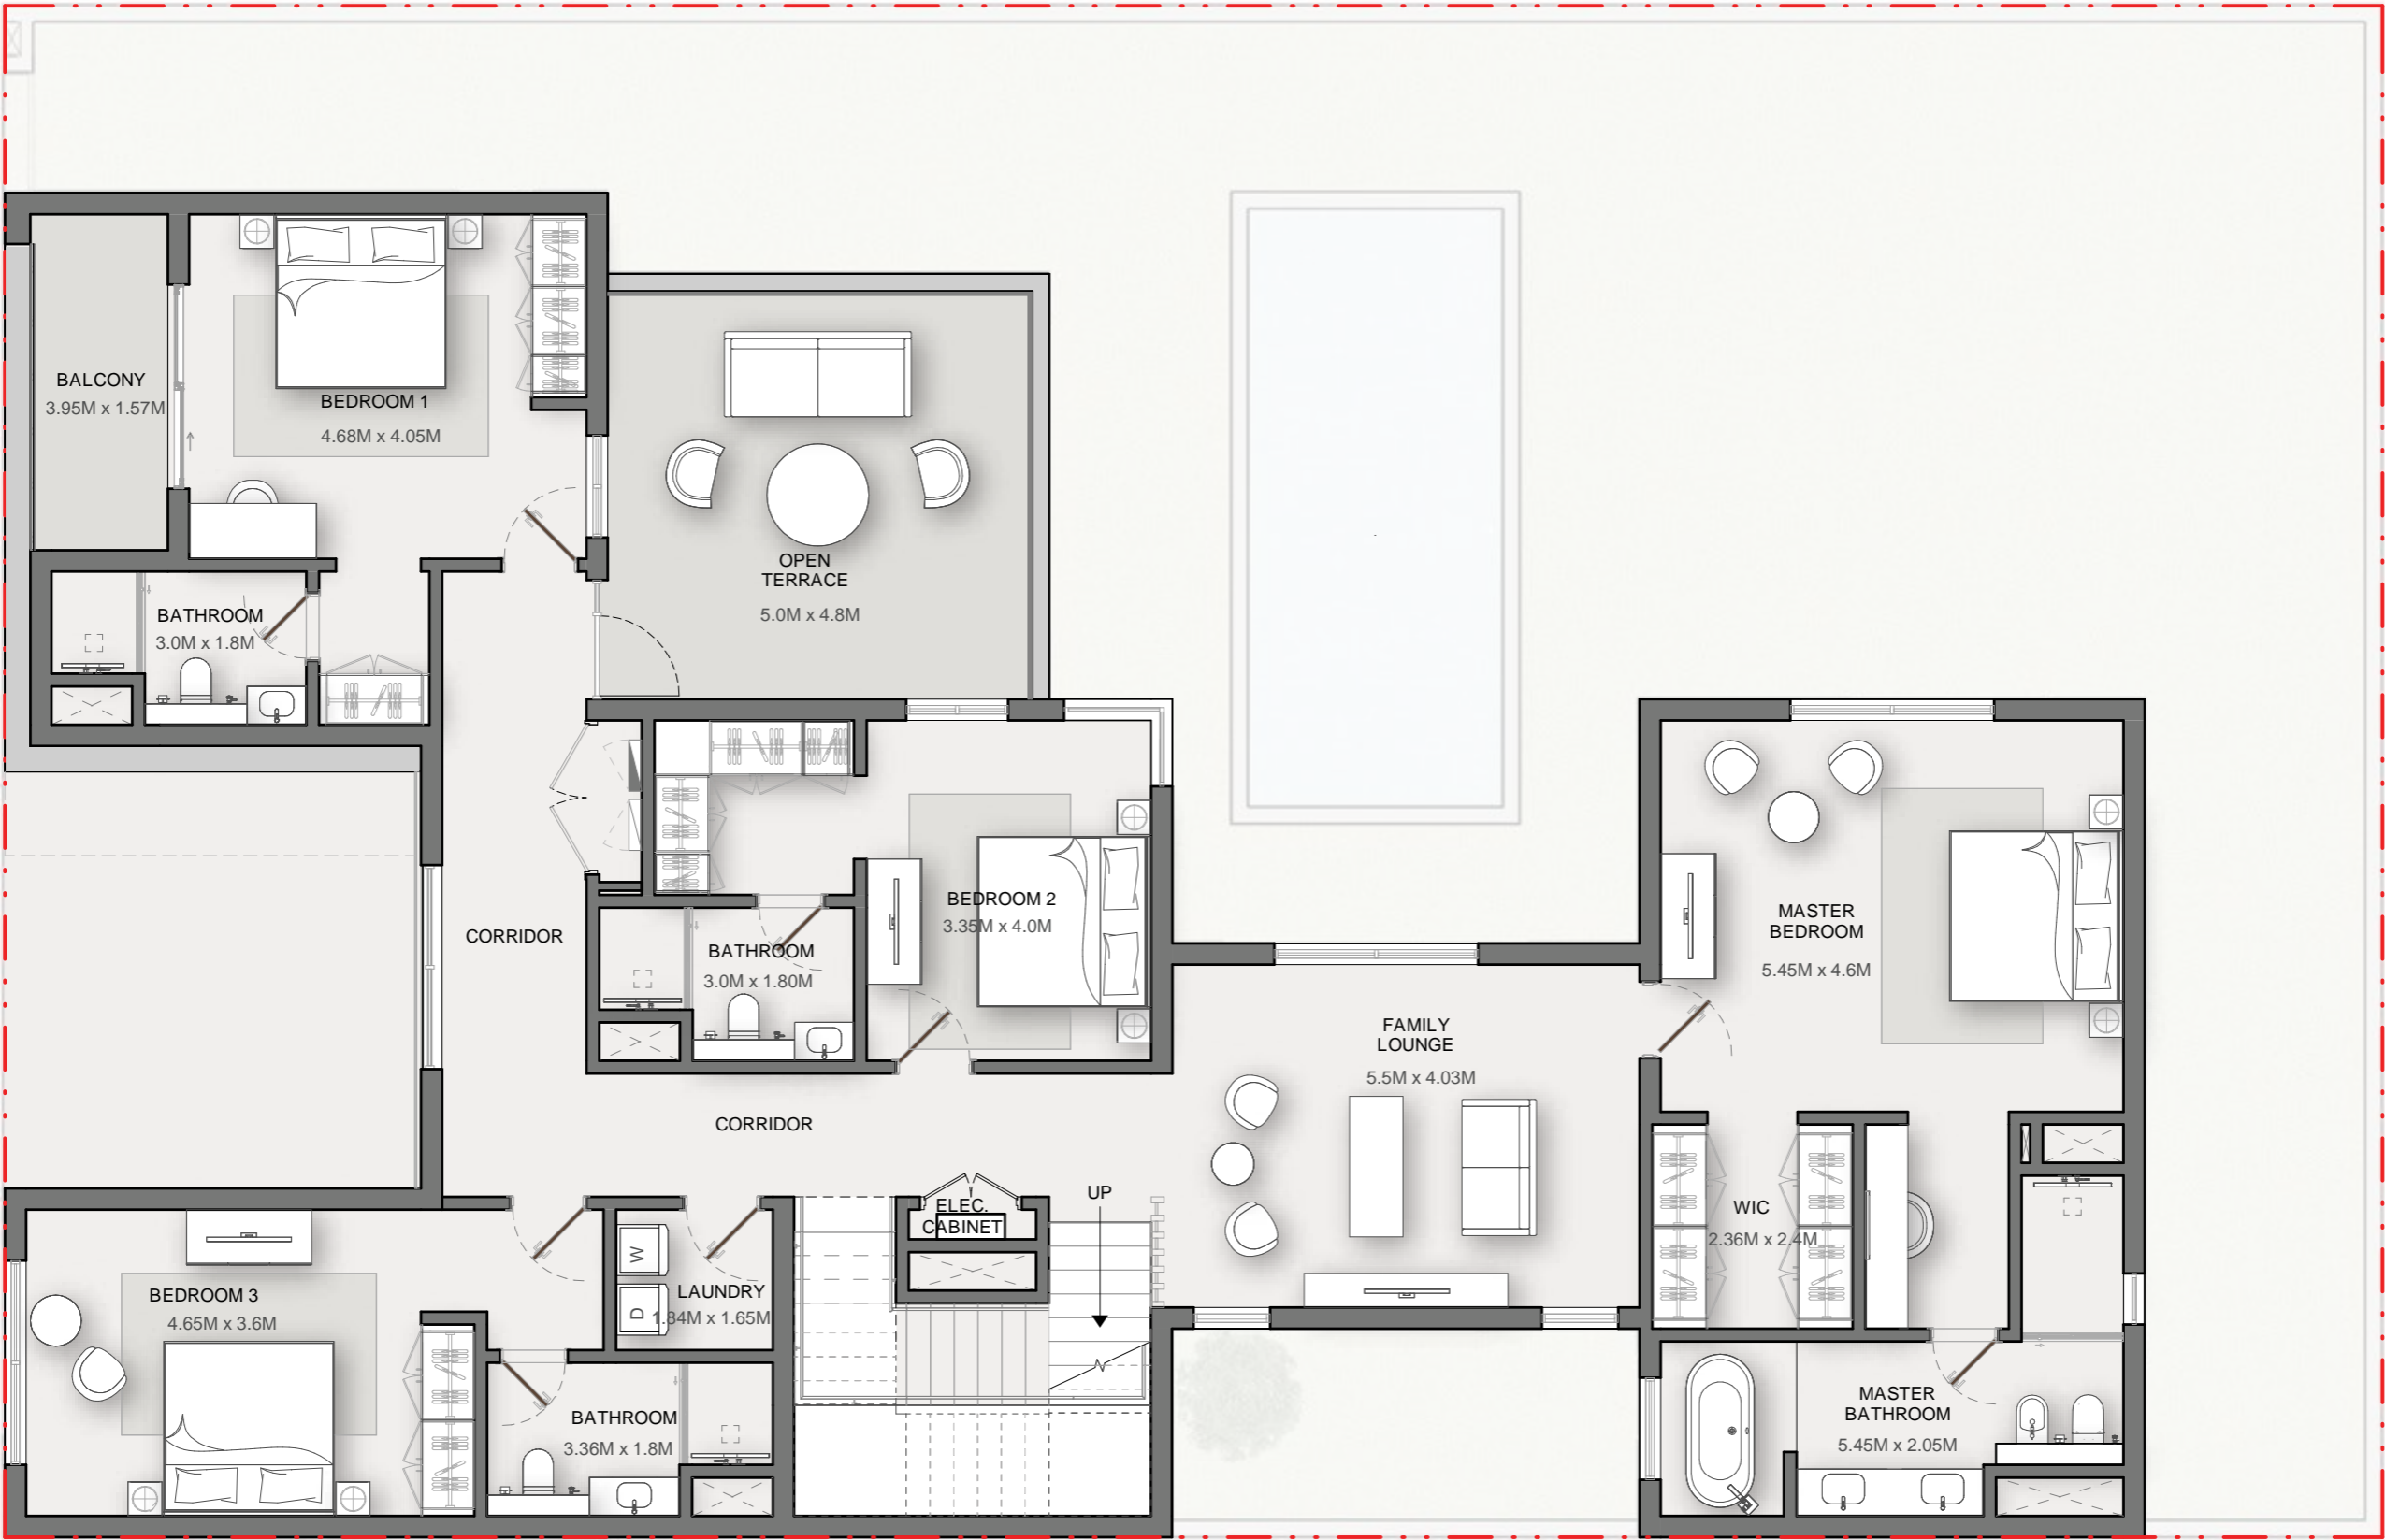 BALCONY
3.95M x 1.57M
BEDROOM 1
4.68M x 4.05M
OPEN
TERRACE
5.0M x 4.8M
BATHROOM
3.0M x 1.8M
CORRIDOR
BEDROOM 2
3.35M x 4.0M
BATHROOM
3.0M x 1.80M
MASTER
BEDROOM
5.45M x 4.6M
FAMILY
LOUNGE
5.5M x 4.03M
CORRIDOR
UP
ELEC.
CABINET
WIC
2.36M x 2.4M
W
D
LAUNDRY
1.84M x 1.65M
BEDROOM 3
4.65M x 3.6M
BATHROOM
3.36M x 1.8M
MASTER
BATHROOM
5.45M x 2.05M